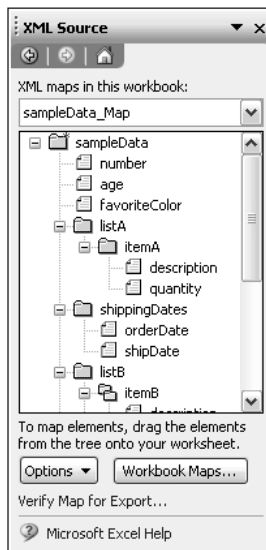 XML Source
XML maps in this workbook:
sampleData_Map
sampleData
number
age
favoriteColor
listA
itemA
description
quantity
shippingDates
orderDate
shipDate
listB
itemB
description
To map elements, drag the elements
from the tree onto your worksheet.
Options Workbook Maps...
Verify Map for Export...
Microsoft Excel Help